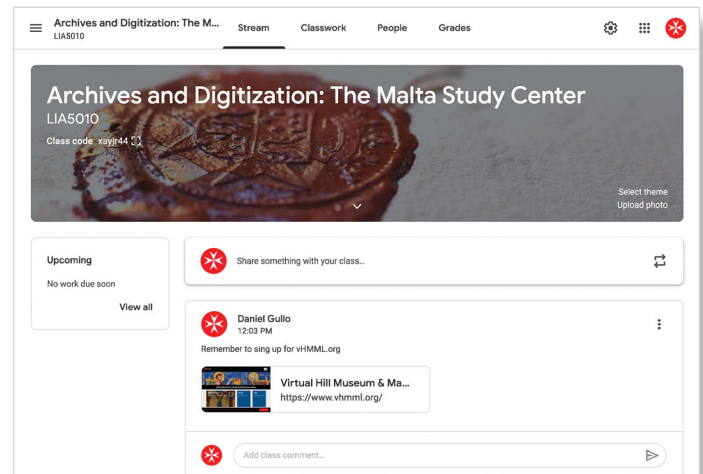 Archives and Digitization: The M...
LIA5010
Stream
Classwork
People
Grades
Archives and Digitization: The Malta Study Center
LIA5010
Class code xayjr44
Select theme
Upload photo
Upcoming
No work due soon
View all
Share something with your class...
Daniel Gullo
12:03 PM
Remember to sing up for vHMML.org
Virtual Hill Museum & Ma...
https://www.vhmml.org/
Add class comment...